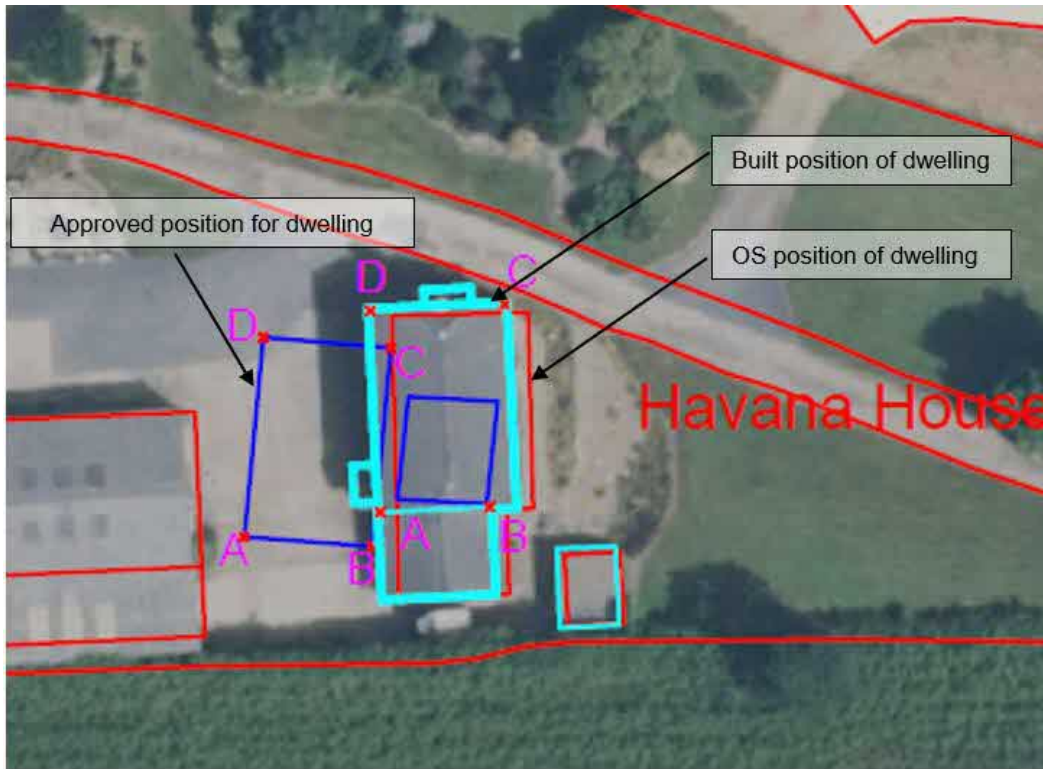 Built position of dwelling
Approved position for dwelling
OS position of dwelling
D
C
D
C
Havana House
A
B
A
B